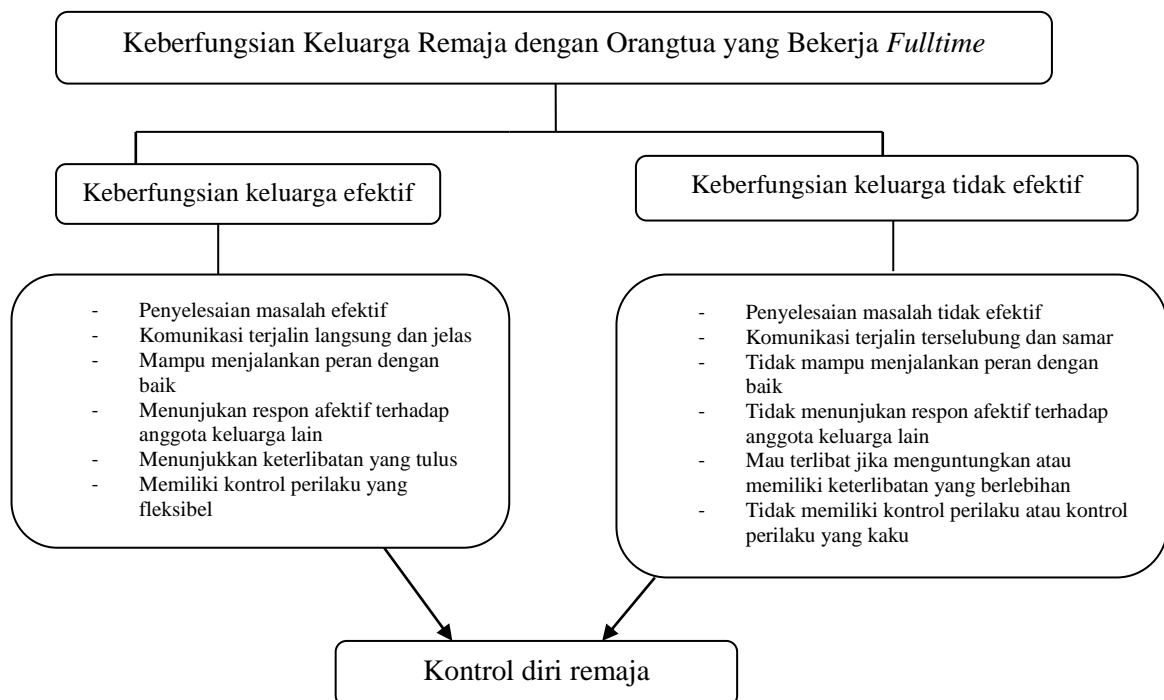 Keberfungsian Keluarga Remaja dengan Orangtua yang Bekerja Fulltime
Keberfungsian keluarga efektif
Keberfungsian keluarga tidak efektif
- Penyelesaian masalah efektif
- Komunikasi terjalin langsung dan jelas
- Mampu menjalankan peran dengan
baik
- Menunjukan respon afektif terhadap
anggota keluarga lain
- Menunjukkan keterlibatan yang tulus
- Memiliki kontrol perilaku yang
fleksibel
- Penyelesaian masalah tidak efektif
- Komunikasi terjalin terselubung dan samar
- Tidak mampu menjalankan peran dengan
baik
- Tidak menunjukan respon afektif terhadap
anggota keluarga lain
- Mau terlibat jika menguntungkan atau
memiliki keterlibatan yang berlebihan
- Tidak memiliki kontrol perilaku atau kontrol
perilaku yang kaku
Kontrol diri remaja